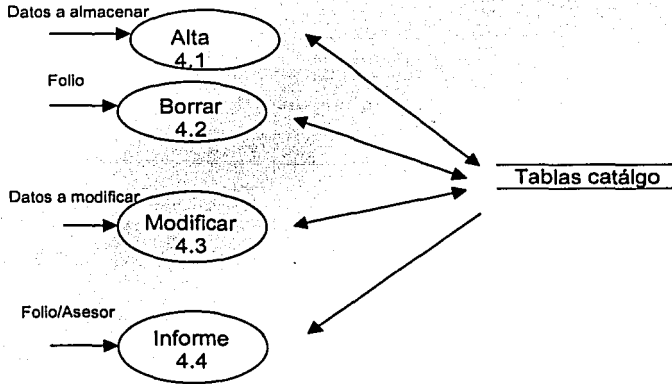 Datos a almacenar
Alta
4.1
Folio
Borrar
4.2
Tablas catálgo
Datos a modificar
Modificar
4.3
Folio/Asesor
Informe
4.4